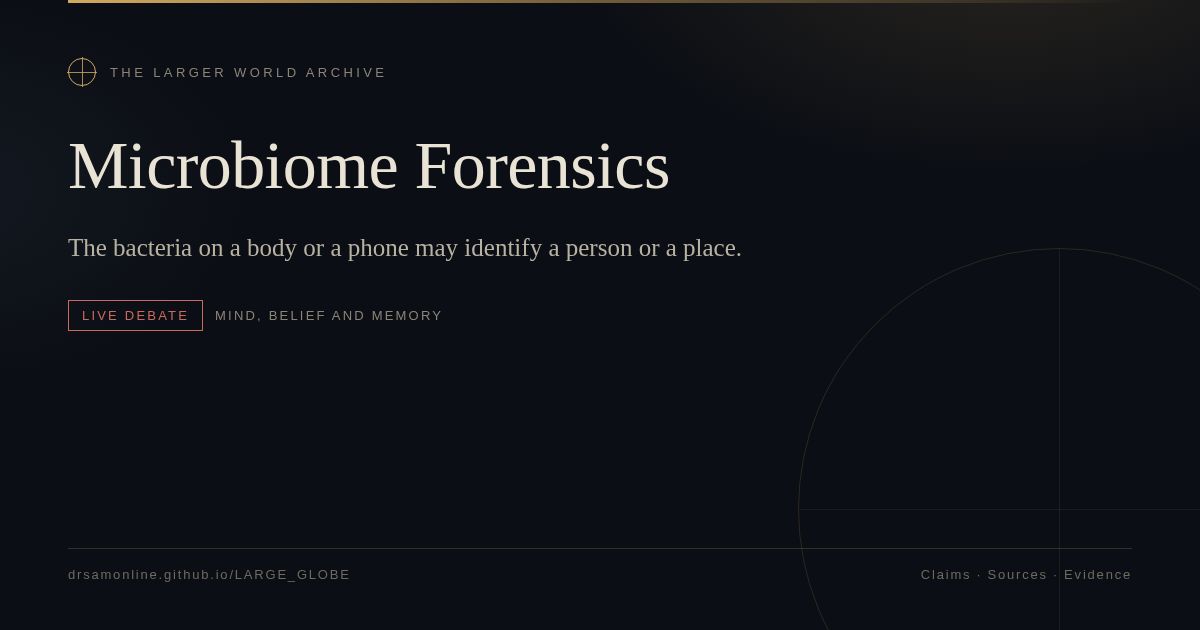 THE LARGER WORLD ARCHIVE
Microbiome Forensics
The bacteria on a body or a phone may identify a person or a place.
LIVE DEBATE MIND, BELIEF AND MEMORY
drsamonline.github.io/LARGE_GLOBE Claims · Sources · Evidence